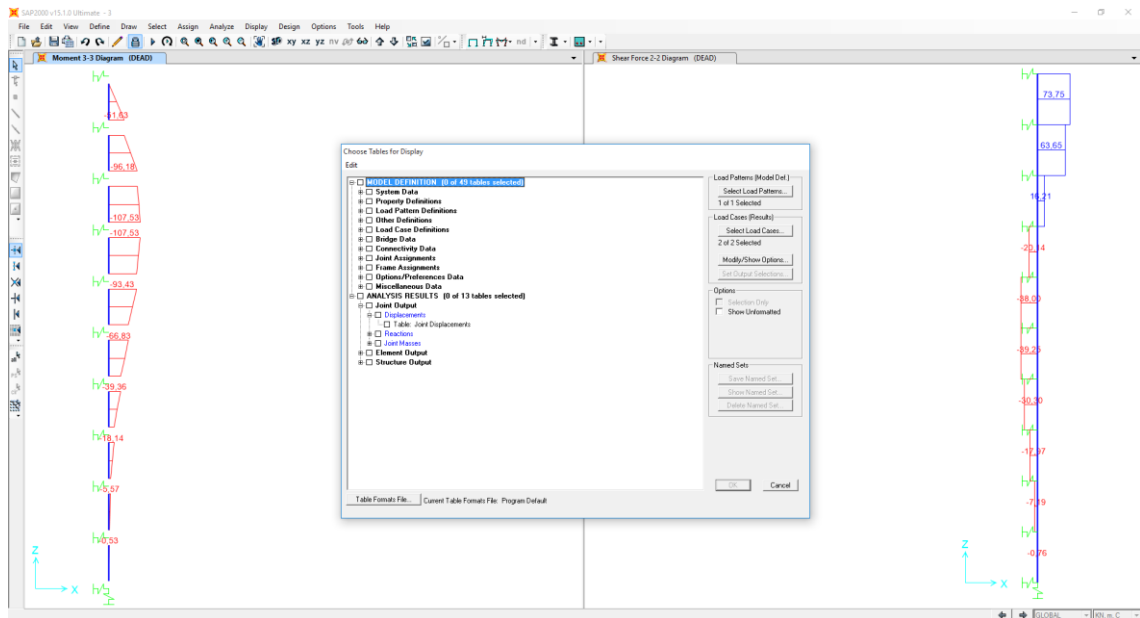 SAP2000 v15.1.0 Ultimate - 3
File Edit View Define Draw Select Assign Analyze Display Design Options Tools Help
xy xz yz nv nd
Moment 3-3 Diagram (DEAD)
Shear Force 2-2 Diagram (DEAD)
-96,18
-107,53
-107,53
-93,43
-66,83
-39,36
-18,14
-5,57
-0,53
Z
X
Choose Tables for Display
Edit
MODEL DEFINITION (0 of 49 tables selected)
System Data
Property Definitions
Load Pattern Definitions
Other Definitions
Load Case Definitions
Bridge Data
Connectivity Data
Joint Assignments
Frame Assignments
Options/Preferences Data
Miscellaneous Data
ANALYSIS RESULTS (0 of 13 tables selected)
Joint Output
Displacements
Table: Joint Displacements
Reactions
Joint Masses
Element Output
Structure Output
Load Patterns (Model Def.)
Select Load Patterns...
1 of 1 Selected
Load Cases (Results)
Select Load Cases...
2 of 2 Selected
Modify/Show Options...
Set Output Selections...
Options
Selection Only
Show Unformatted
Named Sets
Save Named Set...
Show Named Set...
Delete Named Set...
OK Cancel
Table Formats File... Current Table Formats File: Program Default
73,75
63,65
16,21
-20,14
-38,00
-39,25
-17,97
-7,19
-0,76
Z
X
GLOBAL KN, m, C